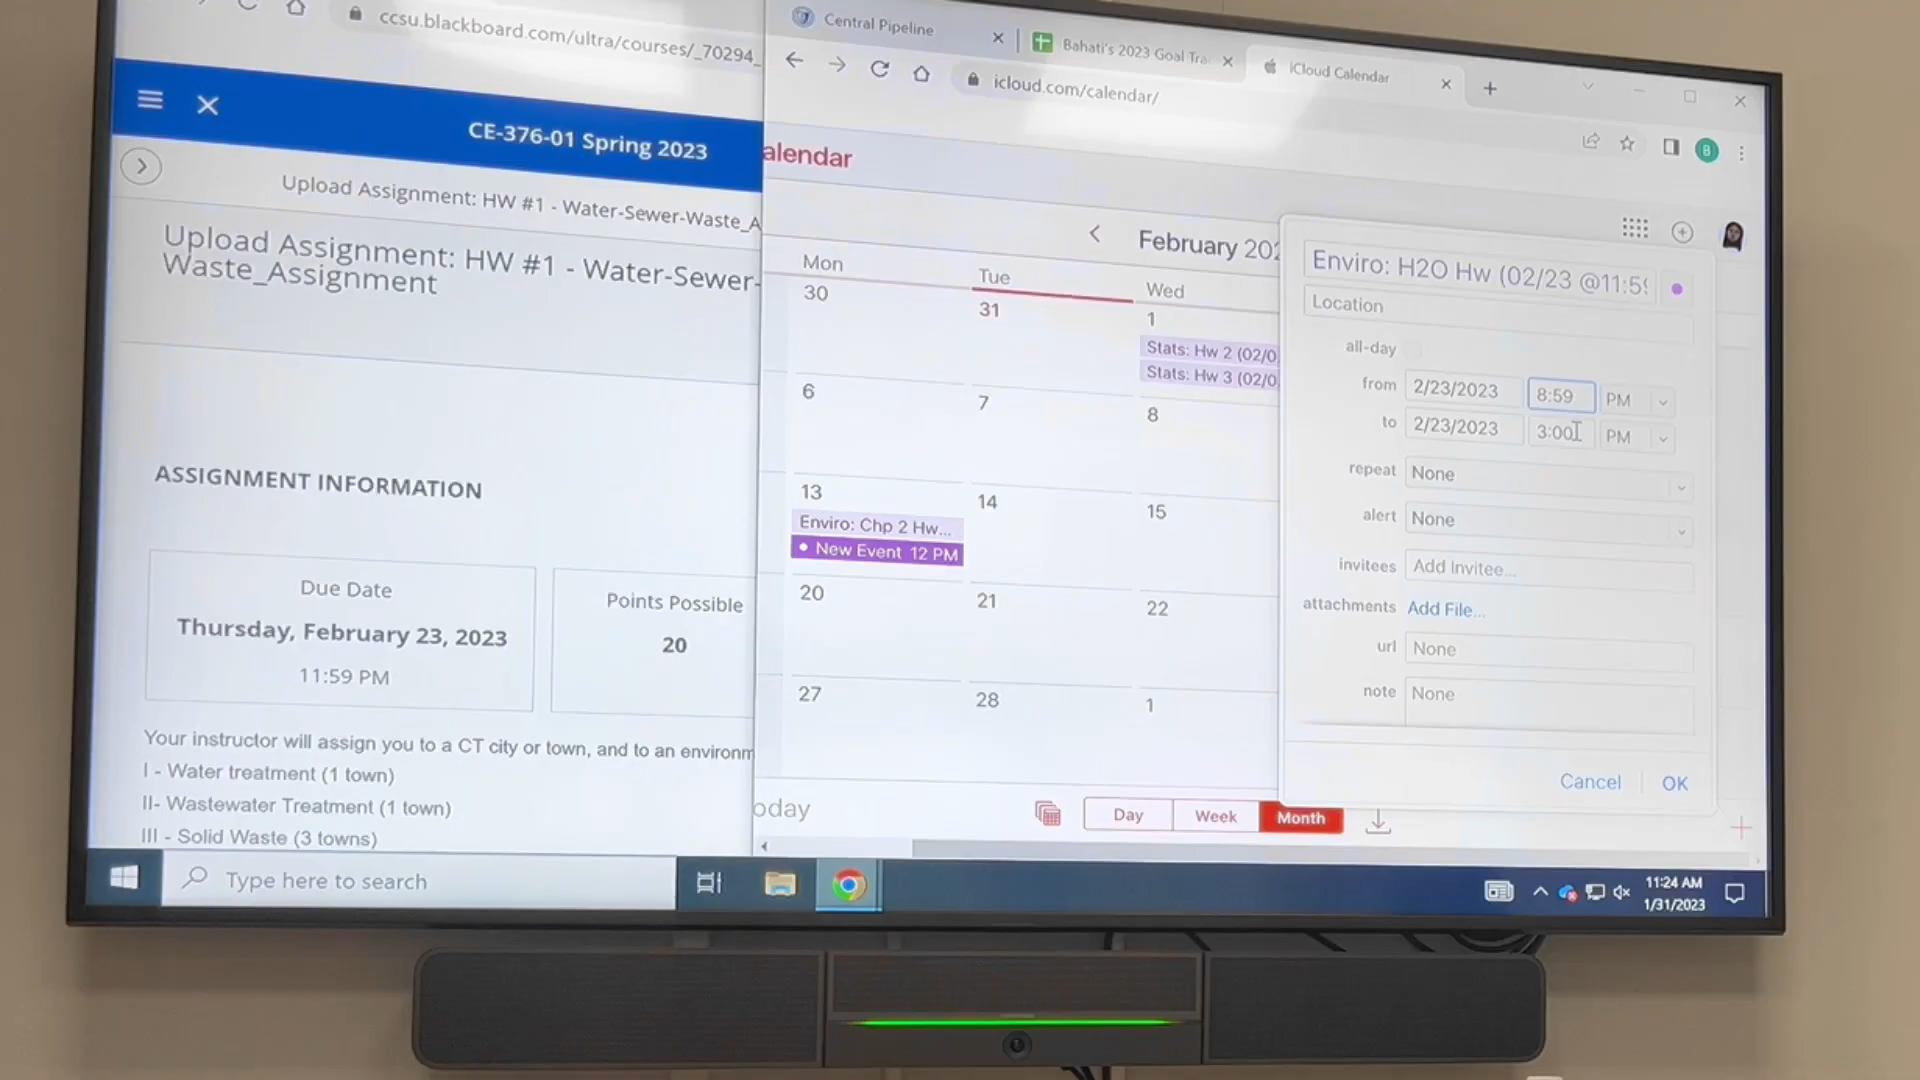 ccsu.blackboard.com/ultra/courses/_70294_
CE-376-01 Spring 2023
Upload Assignment: HW #1 - Water-Sewer-Waste_A
Upload Assignment: HW #1 - Water-Sewer-
Waste_Assignment
ASSIGNMENT INFORMATION
Due Date
Thursday, February 23, 2023
11:59 PM
Points Possible
20
Your instructor will assign you to a CT city or town, and to an environm
I - Water treatment (1 town)
II- Wastewater Treatment (1 town)
III - Solid Waste (3 towns)
Central Pipeline
Bahati's 2023 Goal Tra
iCloud Calendar
icloud.com/calendar/
B
alendar
February 202
Mon
Tue
Wed
30
31
1
Stats: Hw 2 (02/0
Stats: Hw 3 (02/0
6
7
8
13
14
15
Enviro: Chp 2 Hw...
New Event 12 PM
20
21
22
27
28
1
oday
Day
Week
Month
Enviro: H2O Hw (02/23 @11:59
Location
all-day
from 2/23/2023 8:59 PM
to 2/23/2023 3:00 PM
repeat None
alert None
invitees Add Invitee...
attachments Add File...
url None
note None
Cancel OK
Type here to search
11:24 AM
1/31/2023